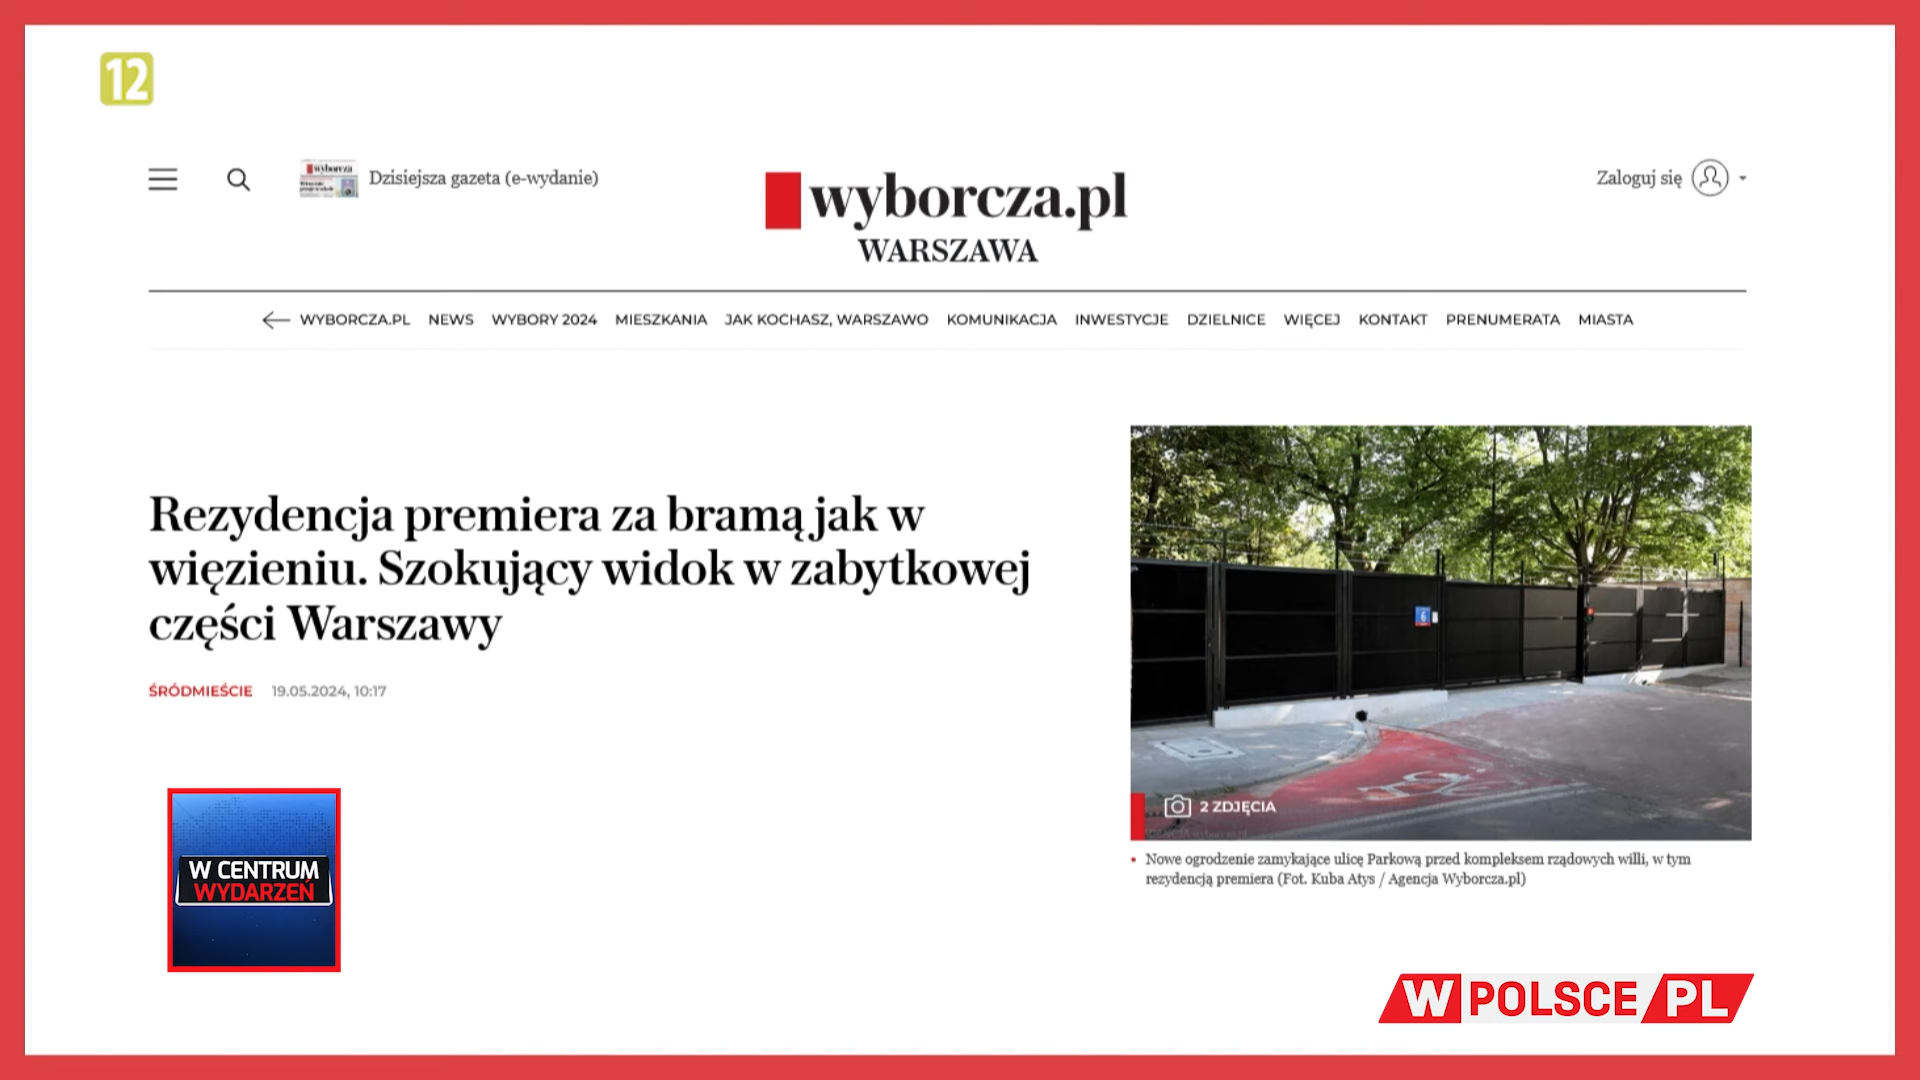 12
Dzisiejsza gazeta (e-wydanie)
wyborcza.pl
WARSZAWA
Zaloguj się
WYBORCZA.PL NEWS WYBORY 2024 MIESZKANIA JAK KOCHASZ, WARSZAWO KOMUNIKACJA INWESTYCJE DZIELNICE WIĘCEJ KONTAKT PRENUMERATA MIASTA
Rezydencja premiera za bramą jak w
więzieniu. Szokujący widok w zabytkowej
części Warszawy
ŚRÓDMIEŚCIE 19.05.2024, 10:17
6
2 ZDJĘCIA
Nowe ogrodzenie zamykające ulicę Parkową przed kompleksem rządowych willi, w tym
rezydencją premiera (Fot. Kuba Atys / Agencja Wyborcza.pl)
W CENTRUM
WYDARZEŃ
W POLSCE PL